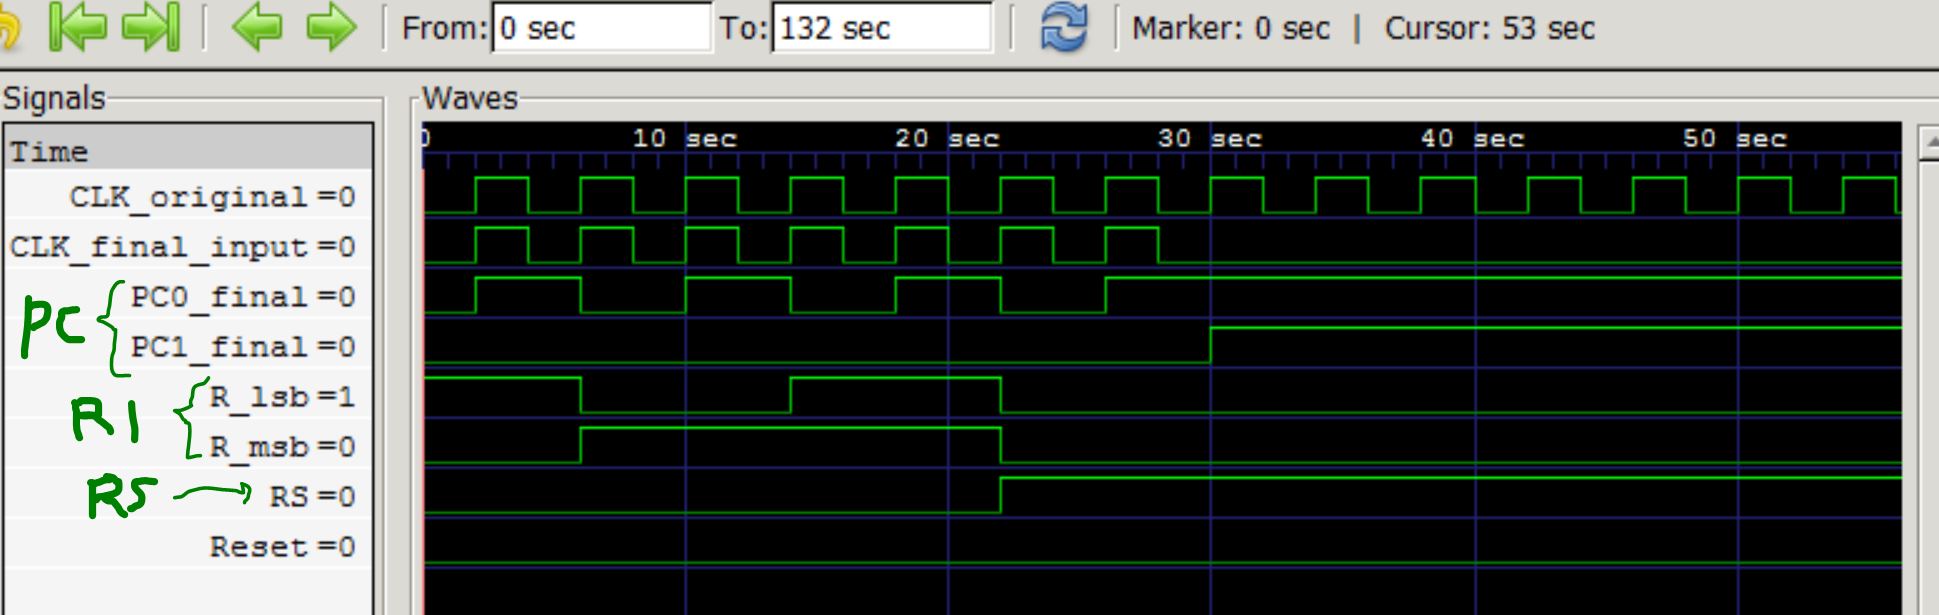 From: 0 sec To: 132 sec Marker: 0 sec | Cursor: 53 sec
Signals Waves
Time 0 10 sec 20 sec 30 sec 40 sec 50 sec
CLK_original =0
CLK_final_input =0
PC PC0_final =0
PC1_final =0
R1 R_lsb =1
R_msb =0
RS RS =0
Reset =0